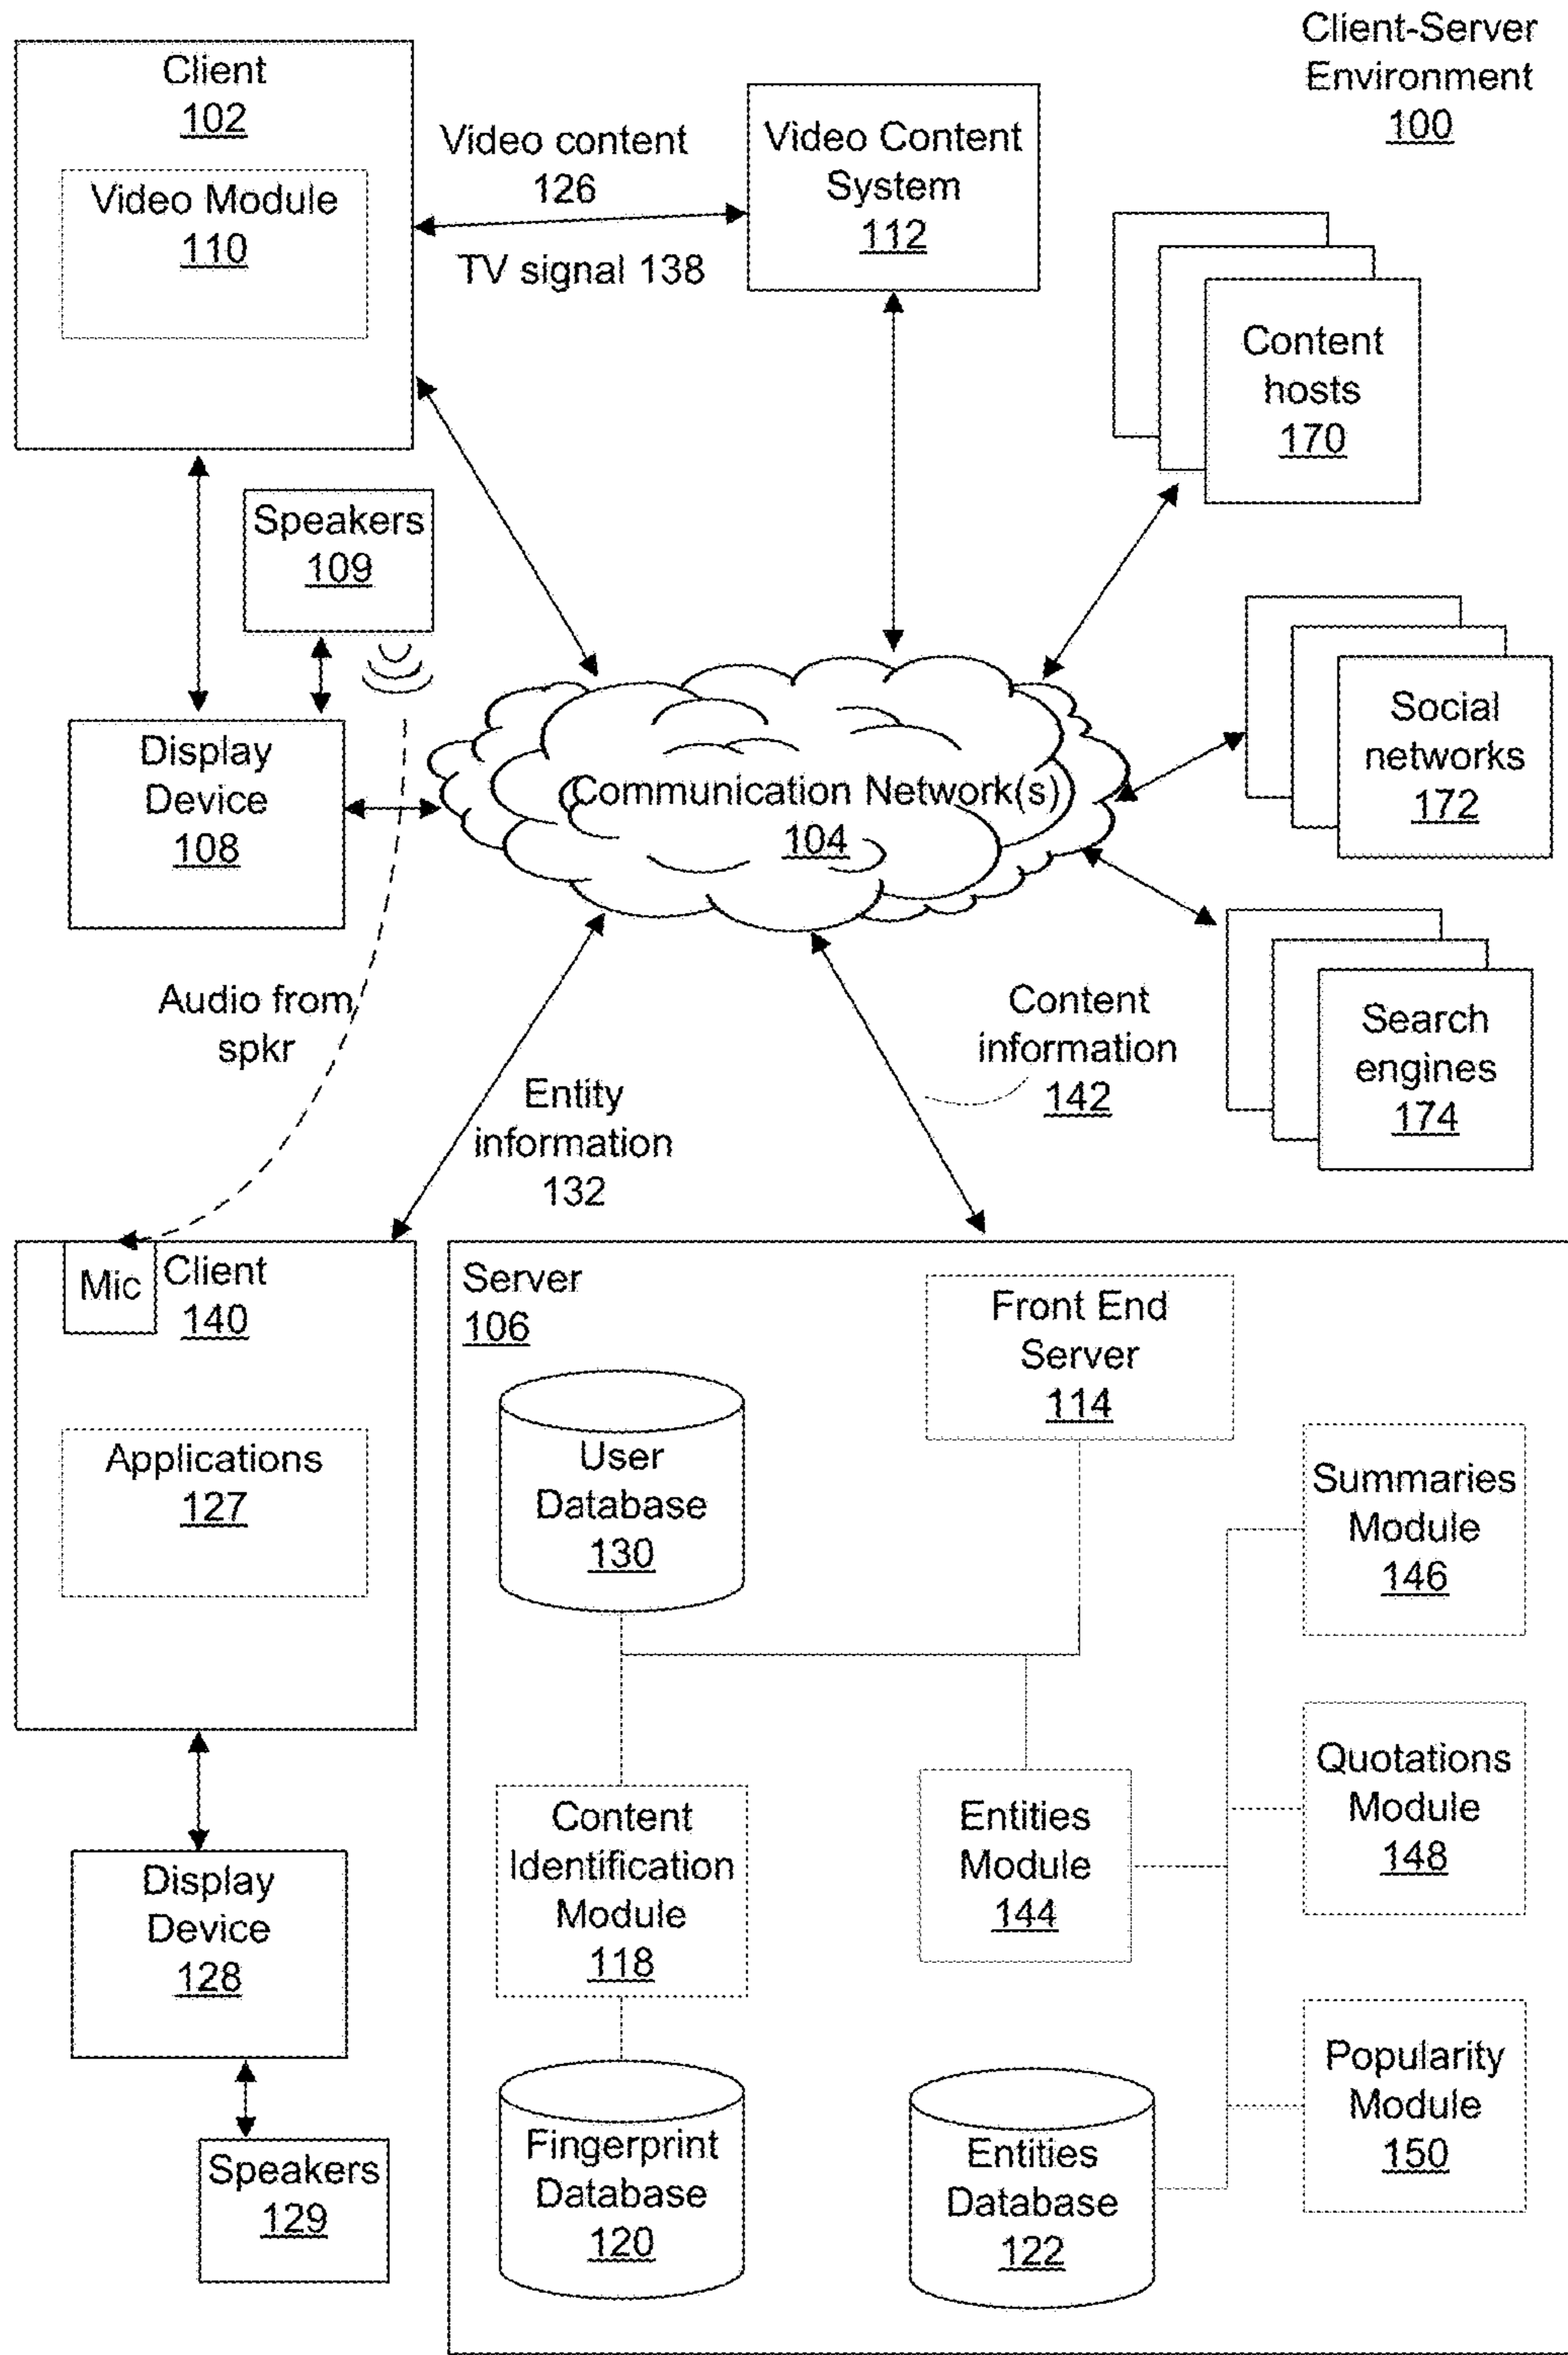 Client-Server
Environment
100
Client
102
Video Module
110
Video content
126
TV signal 138
Video Content
System
112
Content
hosts
170
Speakers
109
Display
Device
108
Communication Network(s)
104
Social
networks
172
Search
engines
174
Audio from
spkr
Entity
information
132
Content
information
142
Mic
Client
140
Applications
127
Display
Device
128
Speakers
129
Server
106
Front End
Server
114
User
Database
130
Summaries
Module
146
Content
Identification
Module
118
Entities
Module
144
Quotations
Module
148
Fingerprint
Database
120
Entities
Database
122
Popularity
Module
150